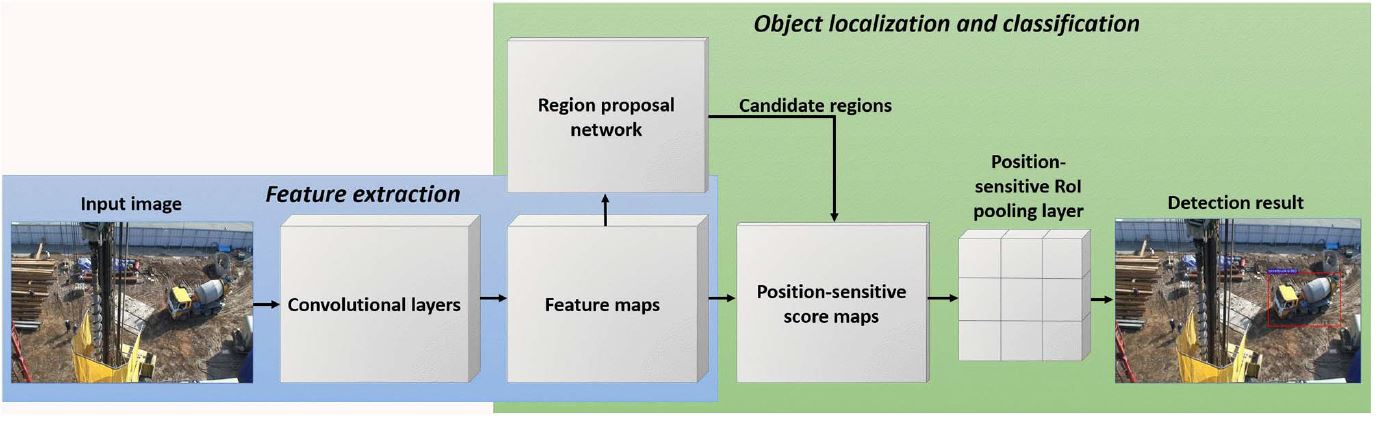 Object localization and classification
Region proposal
network
Candidate regions
Feature extraction
Input image
Convolutional layers
Feature maps
Position-sensitive
score maps
Position-
sensitive RoI
pooling layer
Detection result